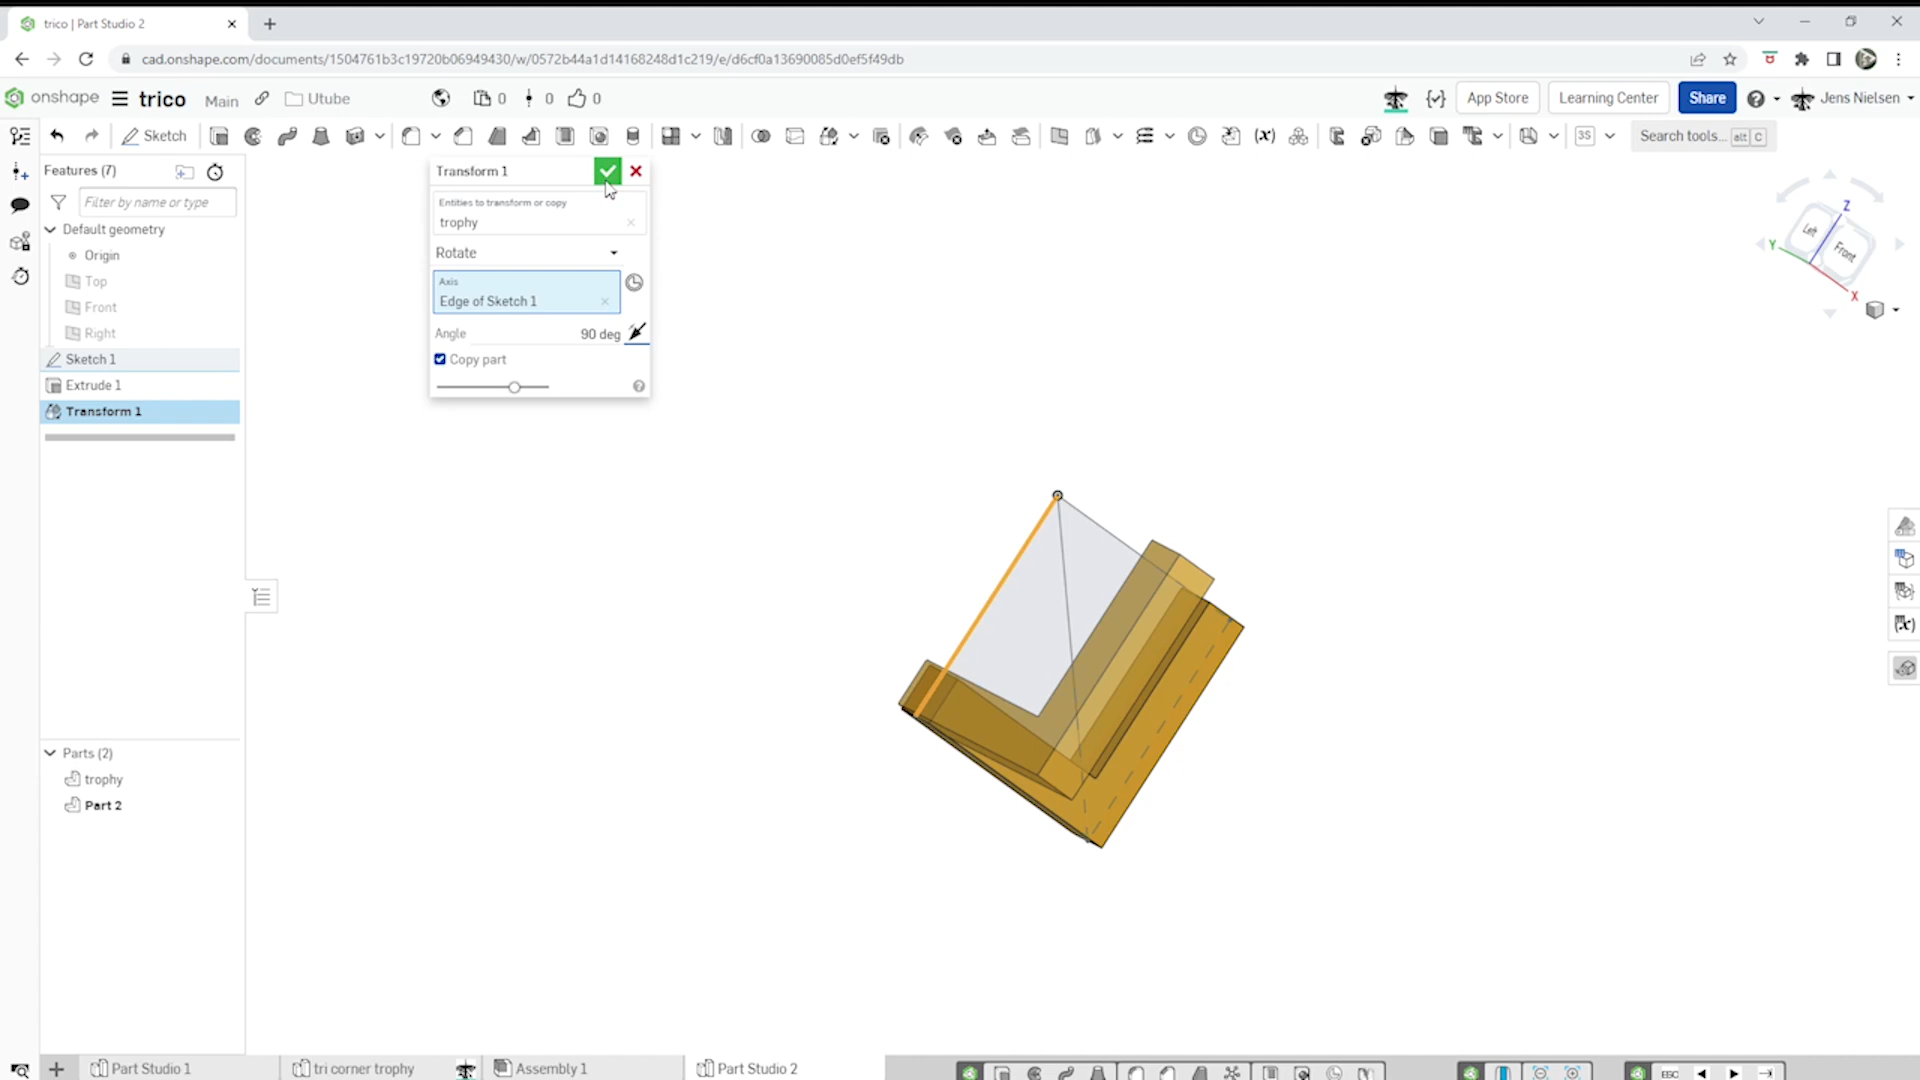 trico | Part Studio 2
cad.onshape.com/documents/1504761b3c19720b06949430/w/0572b44a1d14168248d1c219/e/d6cf0a13690085d0ef5f49db
onshape trico Main Utube 0 0 0 App Store Learning Center Share Jens Nielsen
Sketch 3S Search tools... alt C
Features (7)
Filter by name or type
Default geometry
Origin
Top
Front
Right
Sketch 1
Extrude 1
Transform 1
Transform 1
Entities to transform or copy
trophy
Rotate
Axis
Edge of Sketch 1
Angle 90 deg
Copy part
Z
Left
Front
Y
X
(x)
Parts (2)
trophy
Part 2
Part Studio 1 tri corner trophy Assembly 1 Part Studio 2 ESC